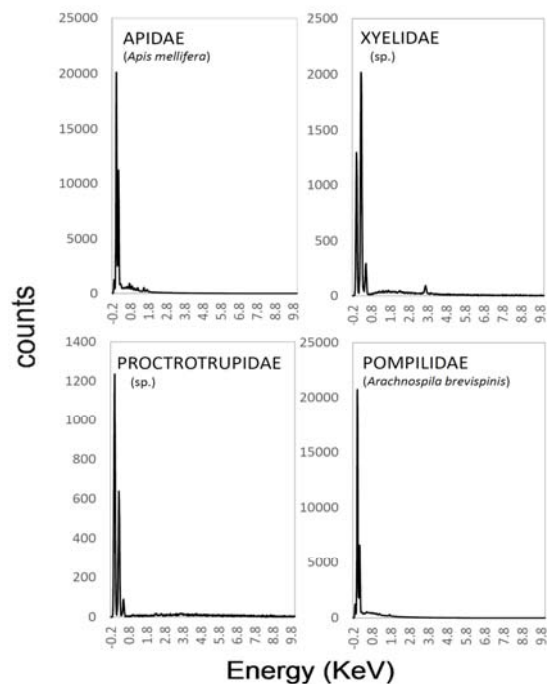 counts
APIDAE
(Apis mellifera)
25000
20000
15000
10000
5000
0
-0.2 0.8 1.8 2.8 3.8 4.8 5.8 6.8 7.8 8.8 9.8
XYELIDAE
(sp.)
2500
2000
1500
1000
500
0
-0.2 0.8 1.8 2.8 3.8 4.8 5.8 6.8 7.8 8.8 9.8
PROCTROTRUPIDAE
(sp.)
1400
1200
1000
800
600
400
200
0
-0.2 0.8 1.8 2.8 3.8 4.8 5.8 6.8 7.8 8.8 9.8
POMPILIDAE
(Arachnospila brevispinis)
25000
20000
15000
10000
5000
0
-0.2 0.8 1.8 2.8 3.8 4.8 5.8 6.8 7.8 8.8 9.8
Energy (KeV)